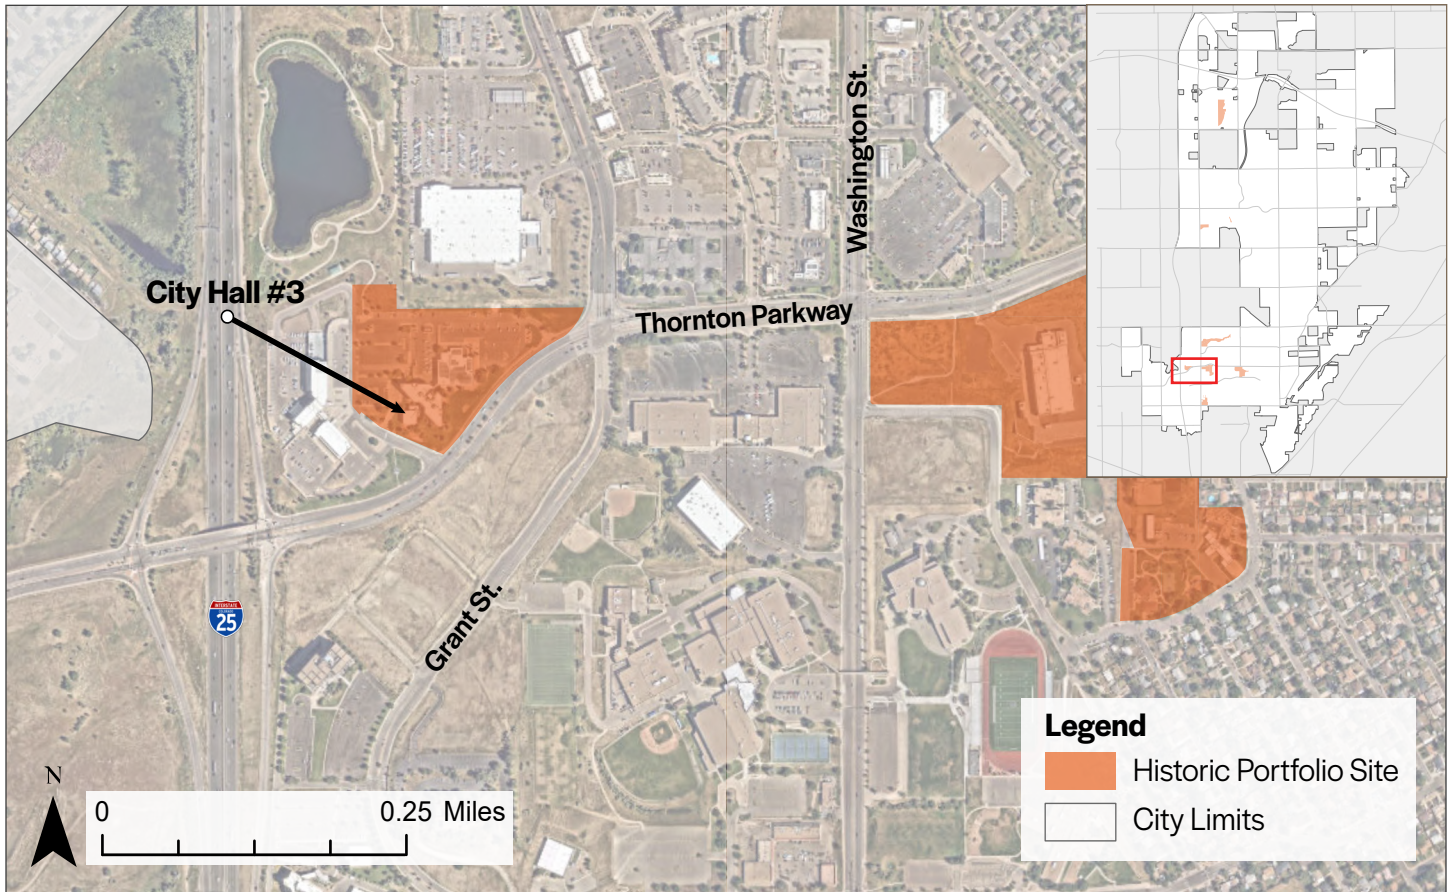 Washington St.
City Hall #3
Thornton Parkway
Grant St.
INTERSTATE
COLORADO
25
Legend
Historic Portfolio Site
City Limits
N
0 0.25 Miles